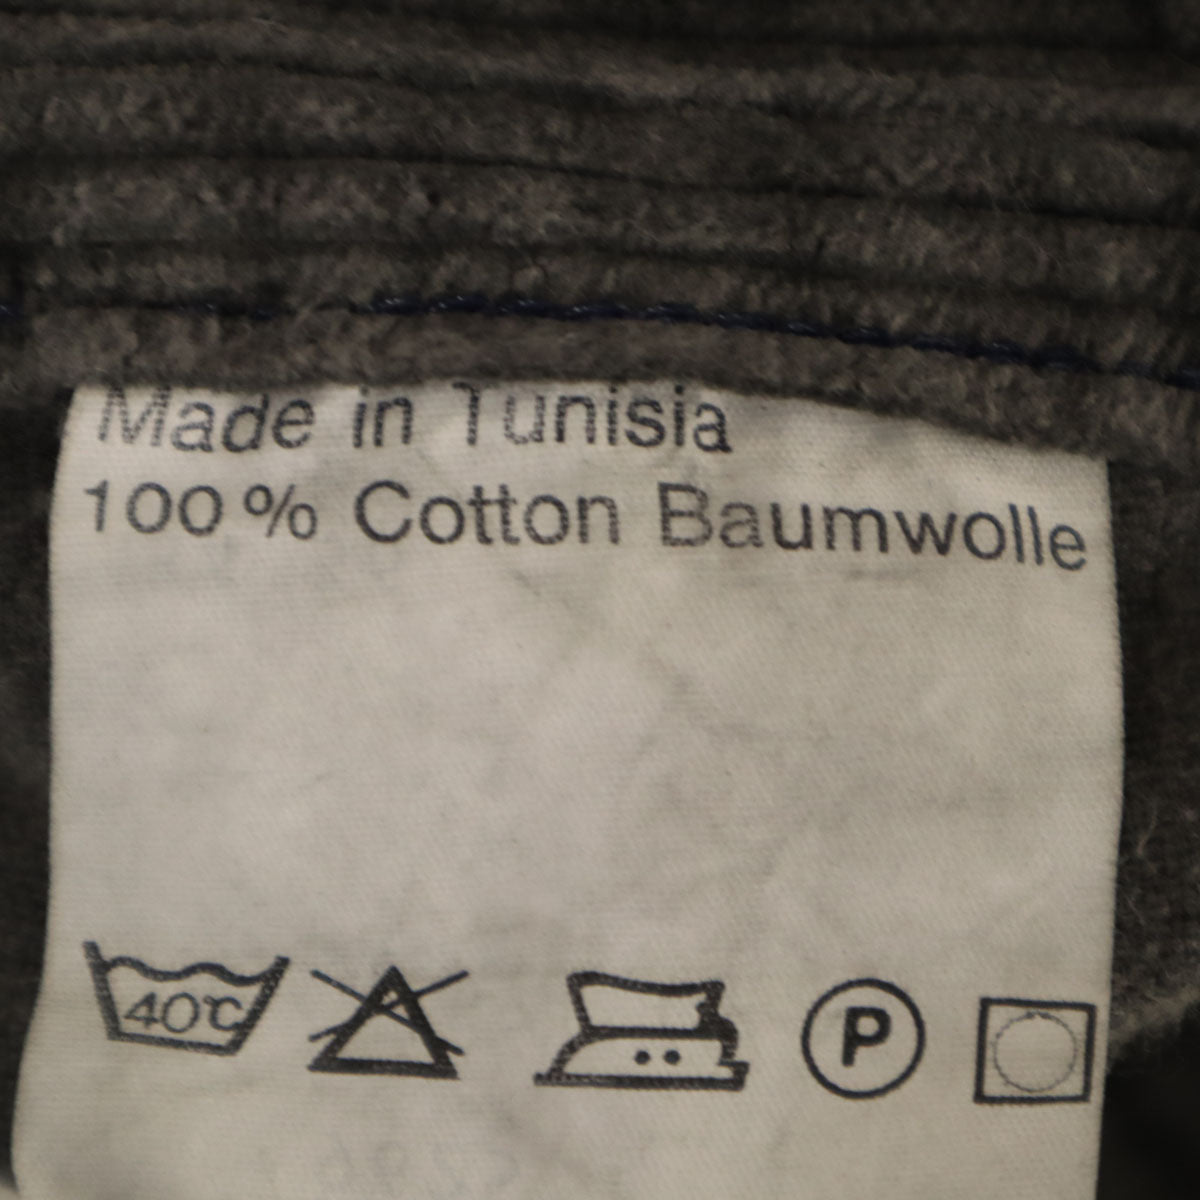 Made in Tunisia
100% Cotton Baumwolle
40℃ P